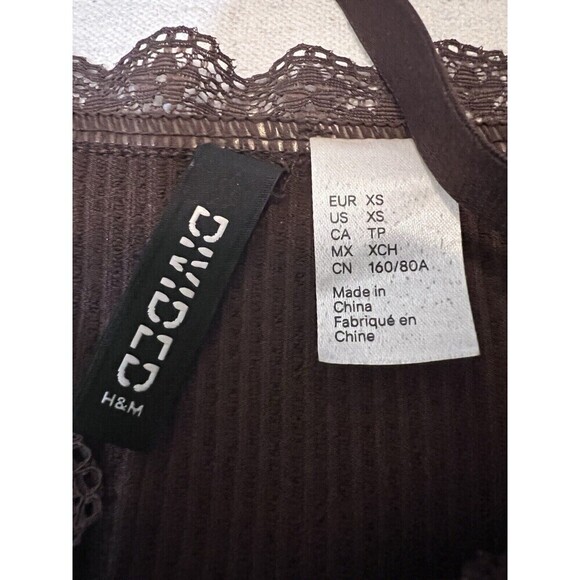 DIVIDED
H&M
EUR XS
US XS
CA TP
MX XCH
CN 160/80A
Made in
China
Fabriqué en
Chine